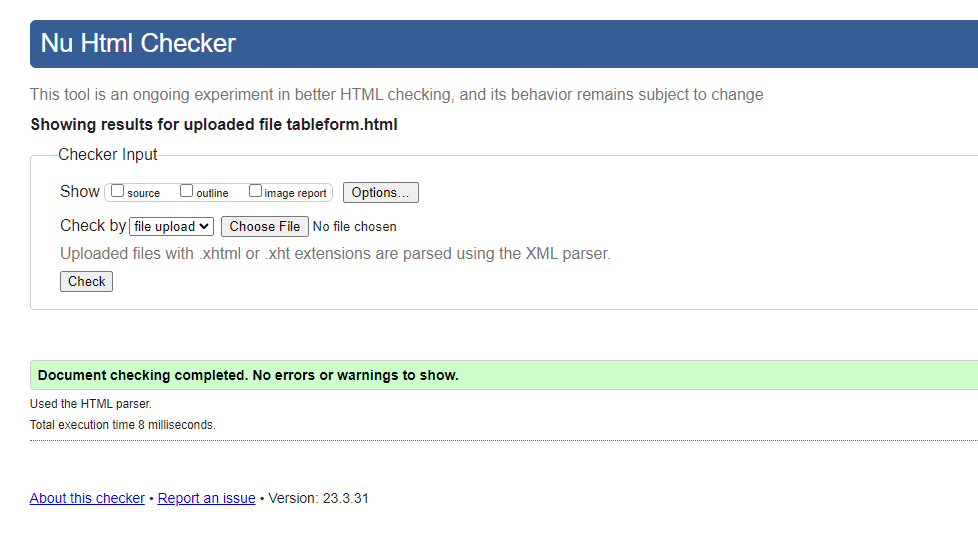 Nu Html Checker
This tool is an ongoing experiment in better HTML checking, and its behavior remains subject to change
Showing results for uploaded file tableform.html
Checker Input
Show source outline image report Options...
Check by file upload Choose File No file chosen
Uploaded files with .xhtml or .xht extensions are parsed using the XML parser.
Check
Document checking completed. No errors or warnings to show.
Used the HTML parser.
Total execution time 8 milliseconds.
About this checker • Report an issue • Version: 23.3.31